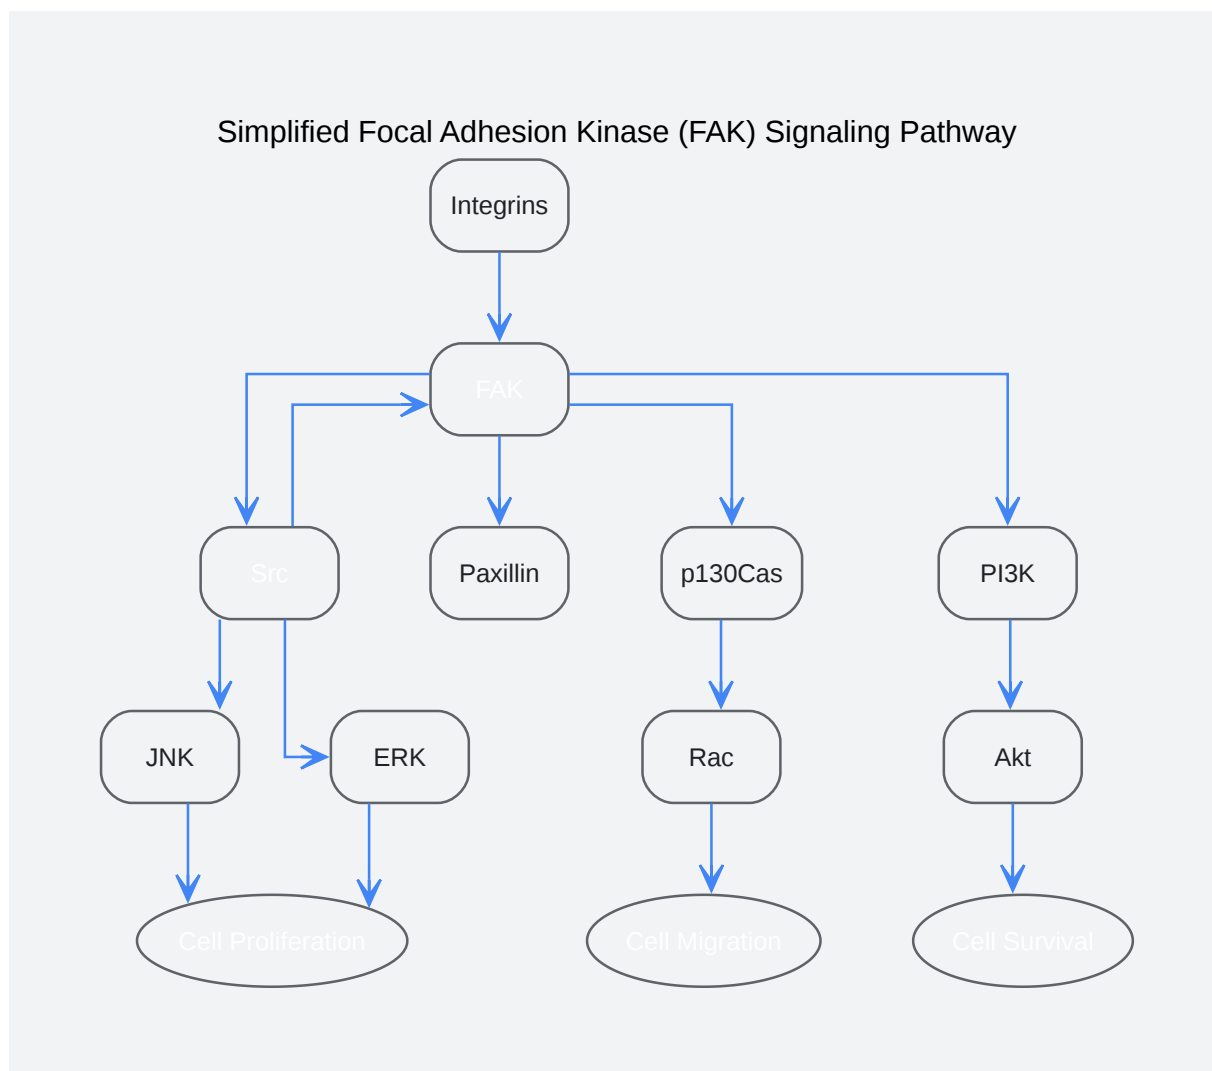 Simplified Focal Adhesion Kinase (FAK) Signaling Pathway
Integrins
FAK
Src
Paxillin
p130Cas
PI3K
JNK
ERK
Rac
Akt
Cell Proliferation
Cell Migration
Cell Survival